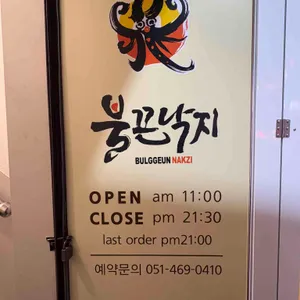 불끈낙지
BULGGEUN NAKZI
OPEN am 11:00
CLOSE pm 21:30
last order pm21:00
예약문의 051-469-0410